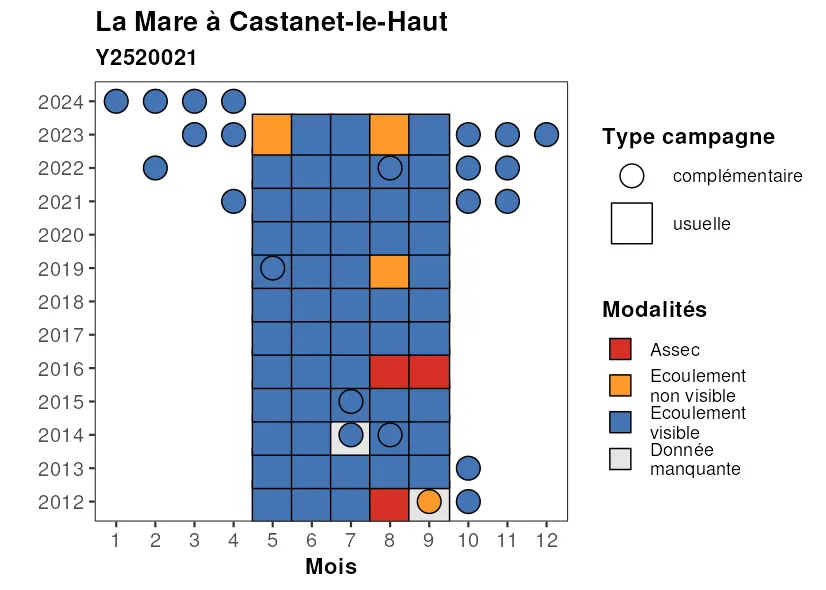 La Mare à Castanet-le-Haut
Y2520021
2024
2023
2022
2021
2020
2019
2018
2017
2016
2015
2014
2013
2012
1 2 3 4 5 6 7 8 9 10 11 12
Mois
Type campagne
complémentaire
usuelle
Modalités
Assec
Ecoulement
non visible
Ecoulement
visible
Donnée
manquante